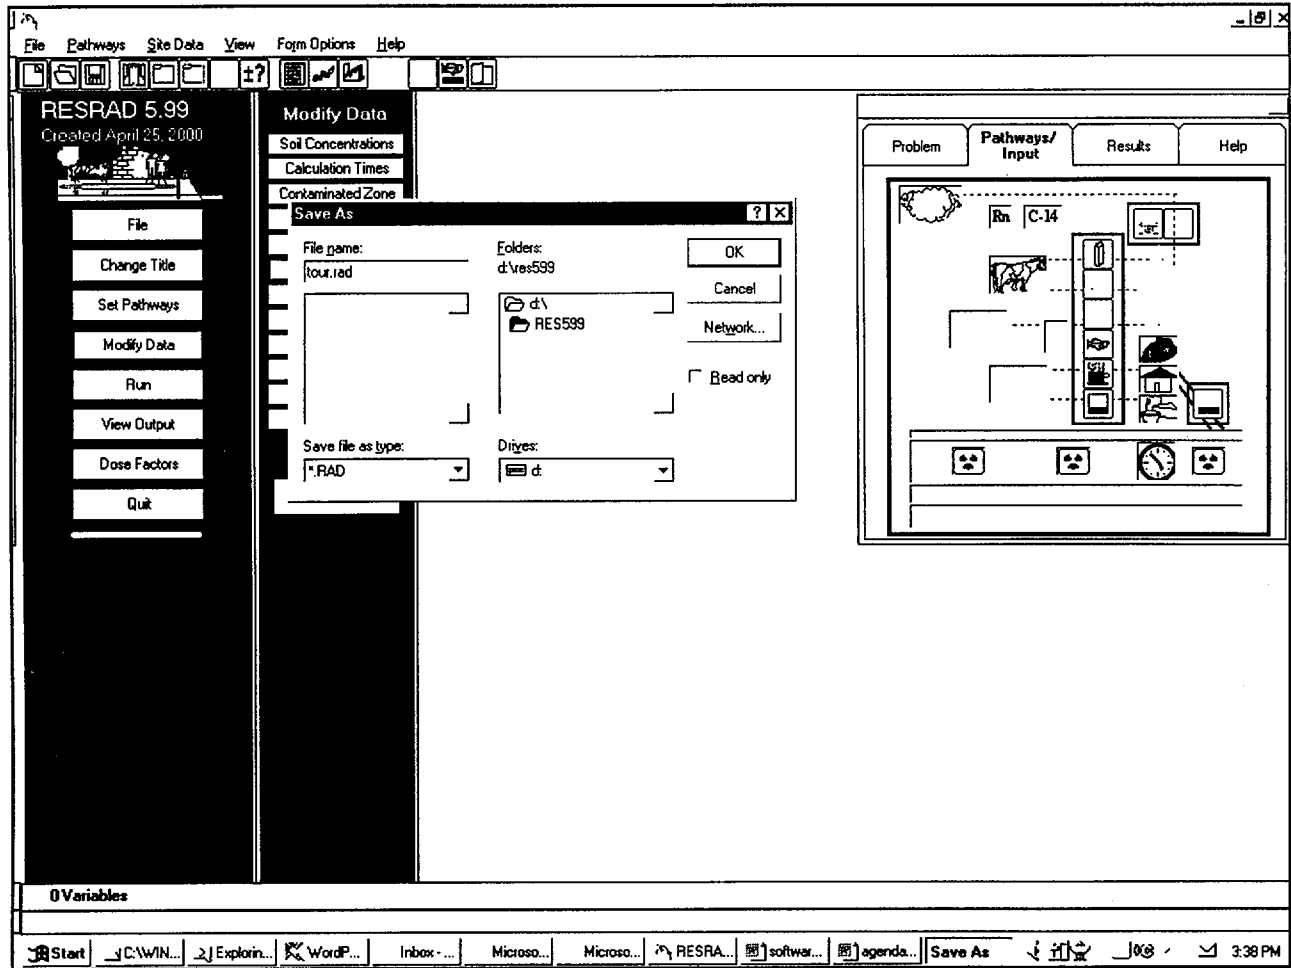 File Pathways Site Data View Form Options Help
±?
RESRAD 5.99
Created April 25, 2000
File
Change Title
Set Pathways
Modify Data
Run
View Output
Dose Factors
Quit
Modify Data
Soil Concentrations
Calculation Times
Contaminated Zone
Save As
File name:
tour.rad
Folders:
d:\res599
d:\
RES599
OK
Cancel
Network...
Read only
Save file as type:
*.RAD
Drives:
d:
Problem
Pathways/
Input
Results
Help
Rn C-14
0 Variables
Start C:\WIN... Explorin... WordP... Inbox - ... Microso... Microso... RESRA... softwar... agenda... Save As 3:38 PM